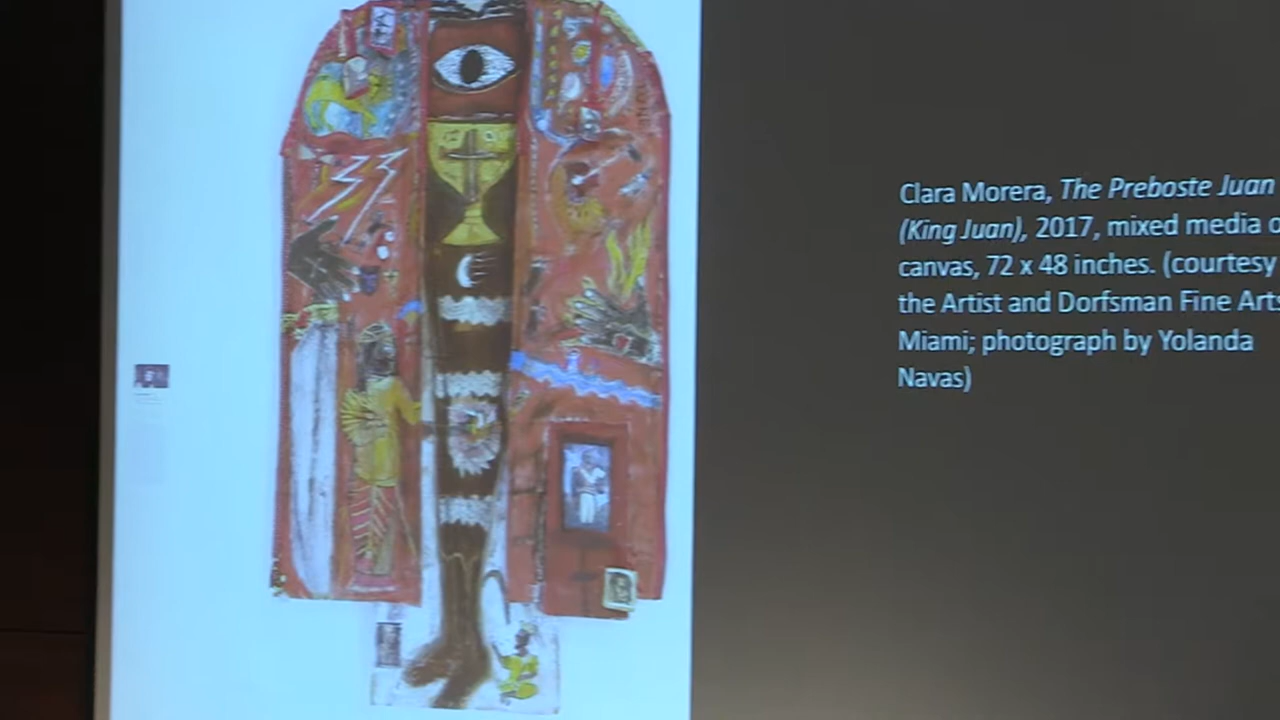 Clara Morera, The Preboste Juan
(King Juan), 2017, mixed media o
canvas, 72 x 48 inches. (courtesy
the Artist and Dorfsman Fine Arts
Miami; photograph by Yolanda
Navas)